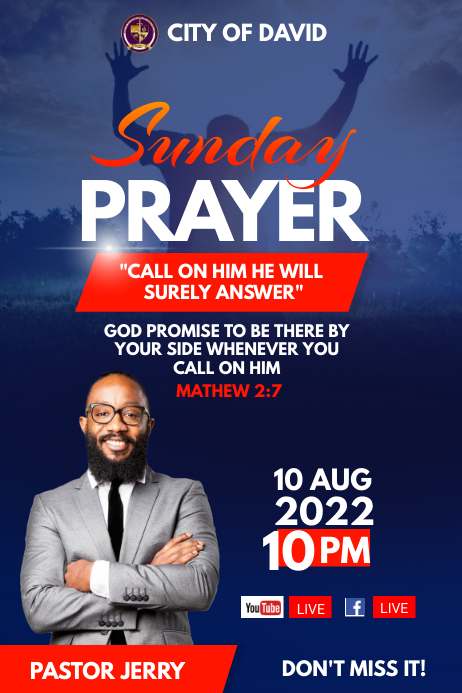 CITY OF DAVID
Sunday
PRAYER
"CALL ON HIM HE WILL
SURELY ANSWER"
GOD PROMISE TO BE THERE BY
YOUR SIDE WHENEVER YOU
CALL ON HIM
MATHEW 2:7
10 AUG
2022
10 PM
YouTube LIVE f LIVE
PASTOR JERRY
DON'T MISS IT!